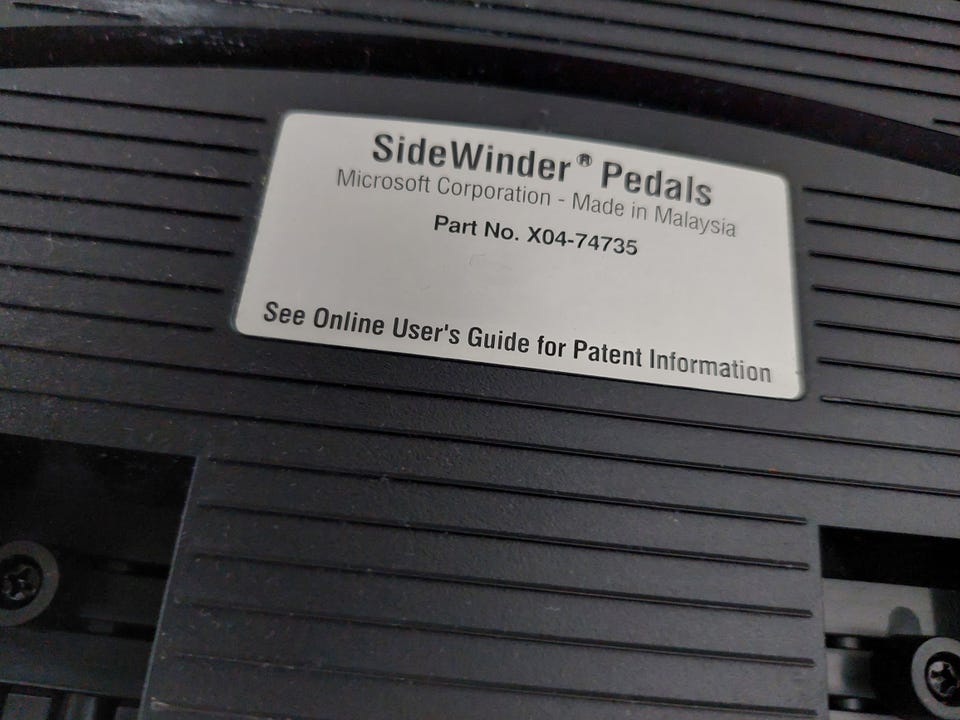 SideWinder® Pedals
Microsoft Corporation - Made in Malaysia
Part No. X04-74735
See Online User's Guide for Patent Information